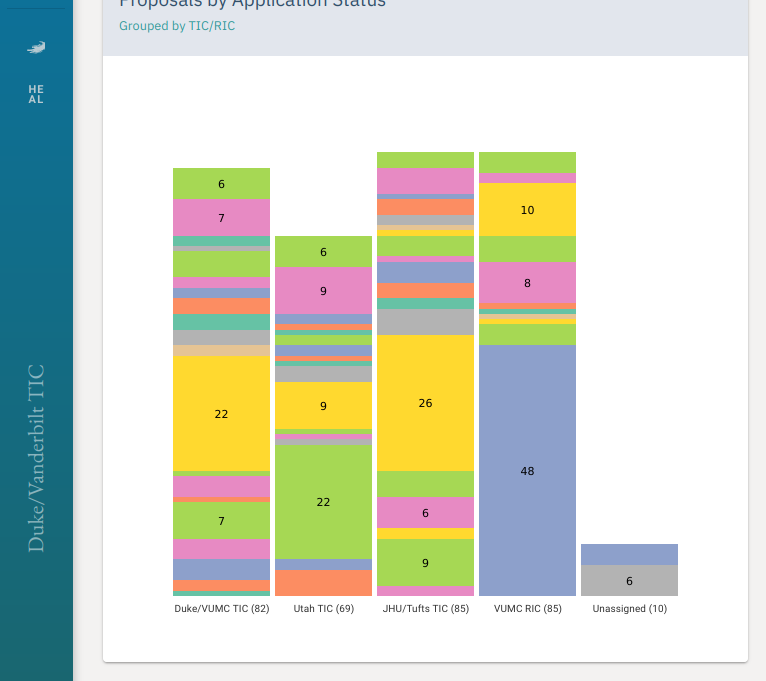 Proposals by Application Status
Grouped by TIC/RIC
HE
AL
Duke/Vanderbilt TIC
6
7
22
7
6
9
9
22
26
6
9
10
8
48
6
Duke/VUMC TIC (82)
Utah TIC (69)
JHU/Tufts TIC (85)
VUMC RIC (85)
Unassigned (10)